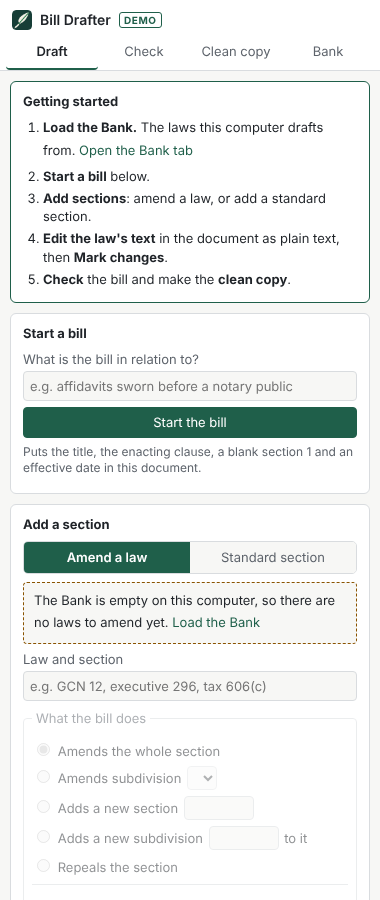 Bill Drafter DEMO
Draft Check Clean copy Bank
Getting started
1. Load the Bank. The laws this computer drafts
from. Open the Bank tab
2. Start a bill below.
3. Add sections: amend a law, or add a standard
section.
4. Edit the law's text in the document as plain text,
then Mark changes.
5. Check the bill and make the clean copy.
Start a bill
What is the bill in relation to?
e.g. affidavits sworn before a notary public
Start the bill
Puts the title, the enacting clause, a blank section 1 and an
effective date in this document.
Add a section
Amend a law Standard section
The Bank is empty on this computer, so there are
no laws to amend yet. Load the Bank
Law and section
e.g. GCN 12, executive 296, tax 606(c)
What the bill does
Amends the whole section
Amends subdivision
Adds a new section
Adds a new subdivision to it
Repeals the section